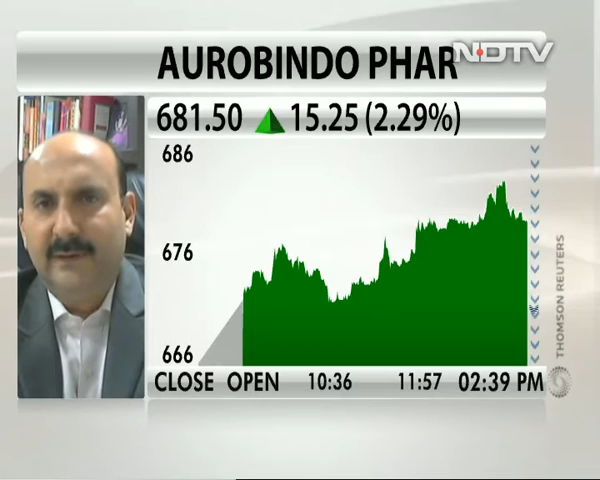 AUROBINDO PHAR
NDTV
681.50 15.25 (2.29%)
686
676
666
CLOSE OPEN 10:36 11:57 02:39 PM
THOMSON REUTERS